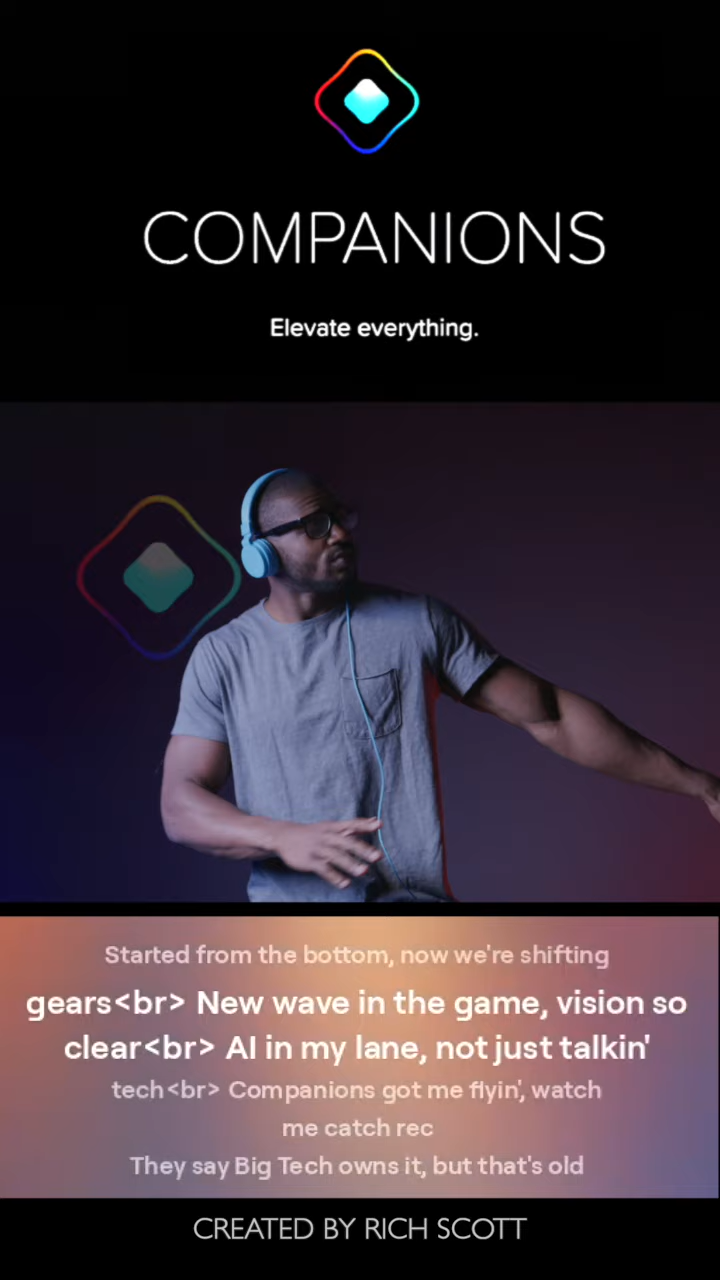 COMPANIONS
Elevate everything.
Started from the bottom, now we're shifting
gears<br> New wave in the game, vision so
clear<br> AI in my lane, not just talkin'
tech<br> Companions got me flyin', watch
me catch rec
They say Big Tech owns it, but that's old
CREATED BY RICH SCOTT